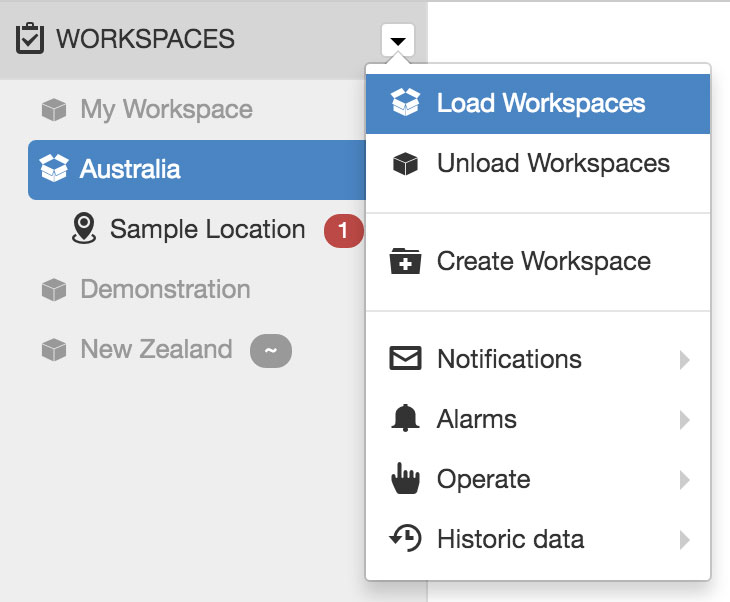 WORKSPACES
My Workspace
Australia
Sample Location 1
Demonstration
New Zealand ~
Load Workspaces
Unload Workspaces
Create Workspace
Notifications
Alarms
Operate
Historic data